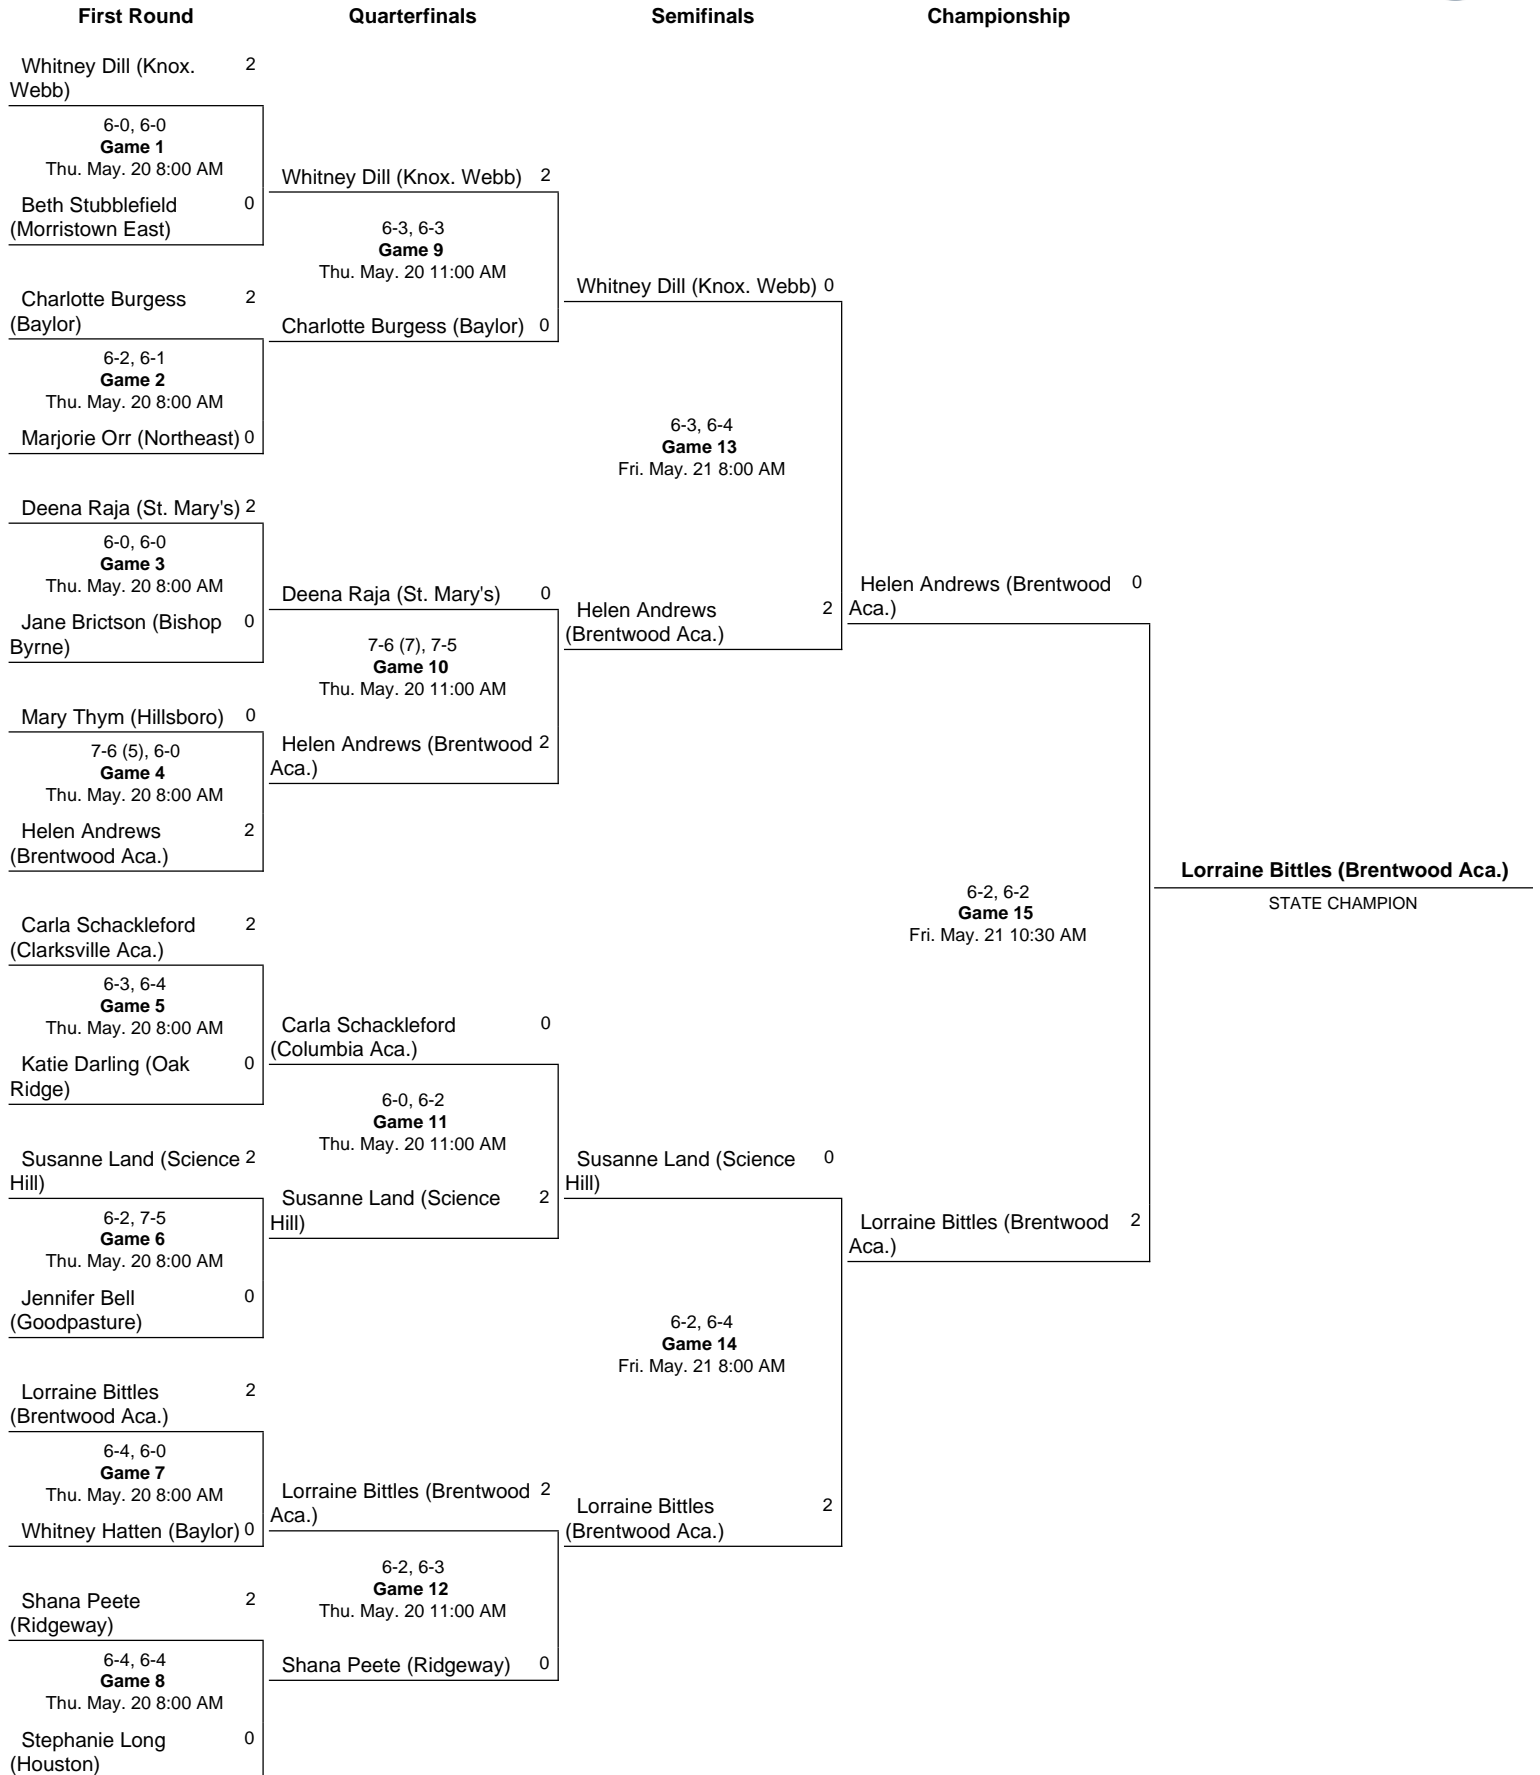 First Round
Quarterfinals
Semifinals
Championship
Whitney Dill (Knox. 2
Webb)
6-0, 6-0
Game 1
Thu. May. 20 8:00 AM
Beth Stubblefield 0
(Morristown East)
Charlotte Burgess 2
(Baylor)
6-2, 6-1
Game 2
Thu. May. 20 8:00 AM
Marjorie Orr (Northeast) 0
Deena Raja (St. Mary's) 2
6-0, 6-0
Game 3
Thu. May. 20 8:00 AM
Jane Brictson (Bishop 0
Byrne)
Mary Thym (Hillsboro) 0
7-6 (5), 6-0
Game 4
Thu. May. 20 8:00 AM
Helen Andrews 2
(Brentwood Aca.)
Carla Schackleford 2
(Clarksville Aca.)
6-3, 6-4
Game 5
Thu. May. 20 8:00 AM
Katie Darling (Oak 0
Ridge)
Susanne Land (Science 2
Hill)
6-2, 7-5
Game 6
Thu. May. 20 8:00 AM
Jennifer Bell 0
(Goodpasture)
Lorraine Bittles 2
(Brentwood Aca.)
6-4, 6-0
Game 7
Thu. May. 20 8:00 AM
Whitney Hatten (Baylor) 0
Shana Peete 2
(Ridgeway)
6-4, 6-4
Game 8
Thu. May. 20 8:00 AM
Stephanie Long 0
(Houston)
Whitney Dill (Knox. Webb) 2
6-3, 6-3
Game 9
Thu. May. 20 11:00 AM
Charlotte Burgess (Baylor) 0
Deena Raja (St. Mary's) 0
7-6 (7), 7-5
Game 10
Thu. May. 20 11:00 AM
Helen Andrews (Brentwood 2
Aca.)
Carla Schackleford 0
(Columbia Aca.)
6-0, 6-2
Game 11
Thu. May. 20 11:00 AM
Susanne Land (Science 2
Hill)
Lorraine Bittles (Brentwood 2
Aca.)
6-2, 6-3
Game 12
Thu. May. 20 11:00 AM
Shana Peete (Ridgeway) 0
Whitney Dill (Knox. Webb) 0
6-3, 6-4
Game 13
Fri. May. 21 8:00 AM
Helen Andrews 2
(Brentwood Aca.)
Susanne Land (Science 0
Hill)
6-2, 6-4
Game 14
Fri. May. 21 8:00 AM
Lorraine Bittles 2
(Brentwood Aca.)
Helen Andrews (Brentwood 0
Aca.)
6-2, 6-2
Game 15
Fri. May. 21 10:30 AM
Lorraine Bittles (Brentwood 2
Aca.)
Lorraine Bittles (Brentwood Aca.)
STATE CHAMPION